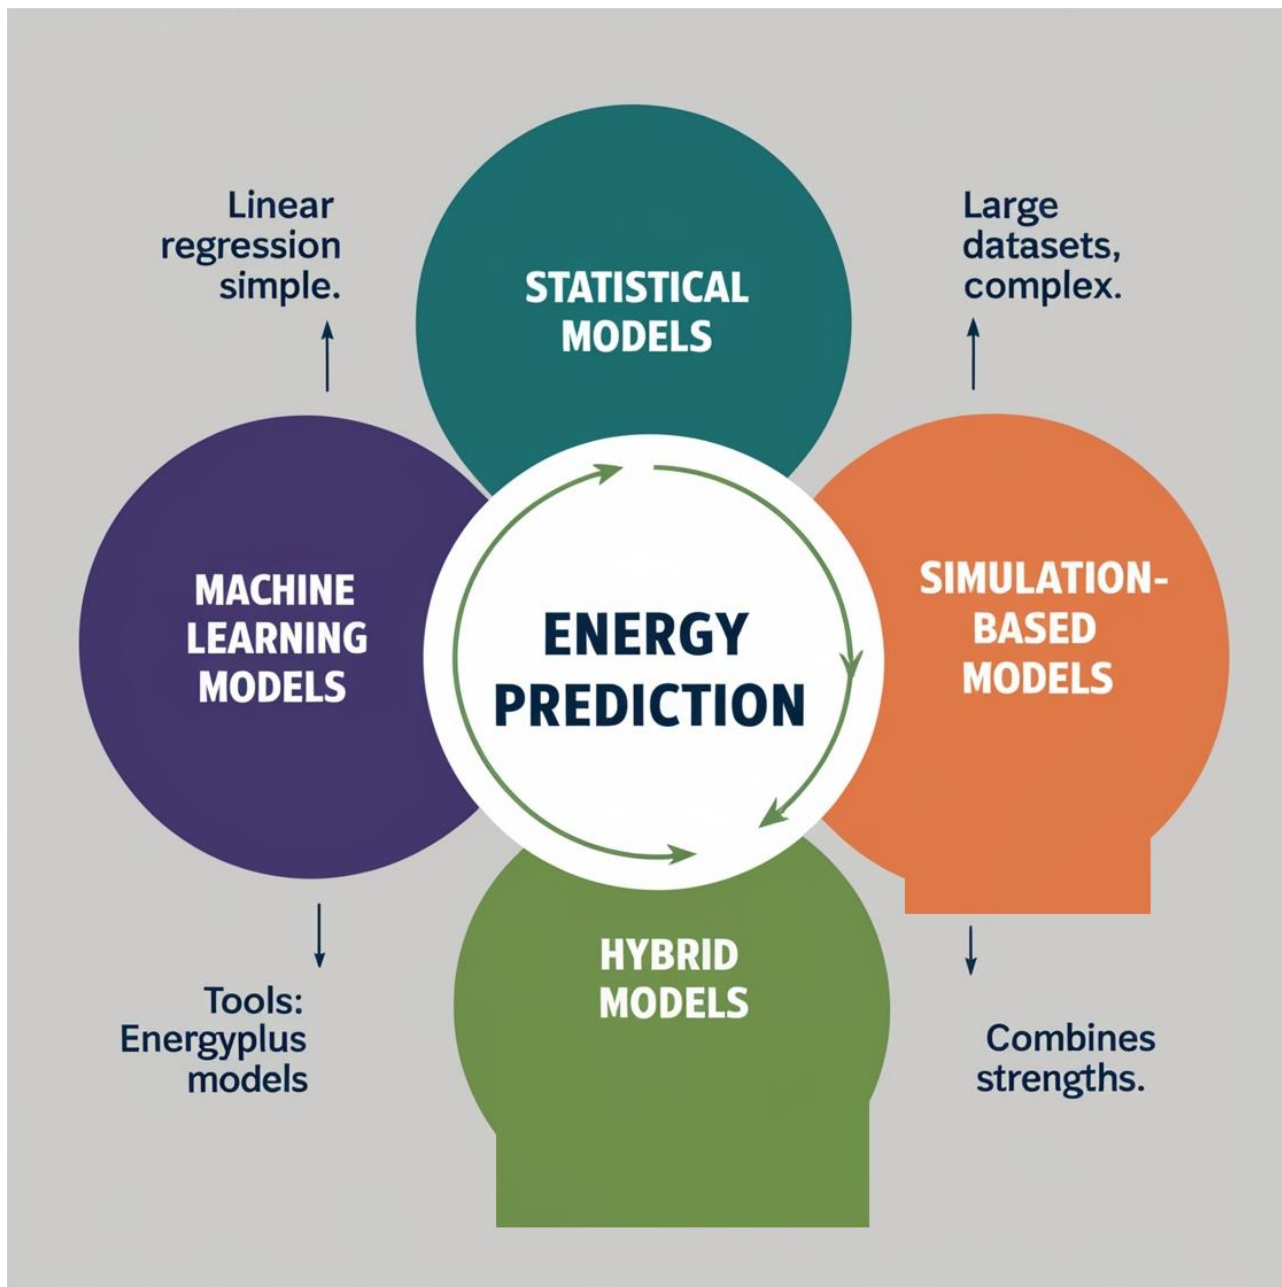 Linear
regression
simple.
Large
datasets,
complex.
STATISTICAL
MODELS
MACHINE
LEARNING
MODELS
ENERGY
PREDICTION
SIMULATION-
BASED
MODELS
HYBRID
MODELS
Tools:
Energyplus
models
Combines
strengths.